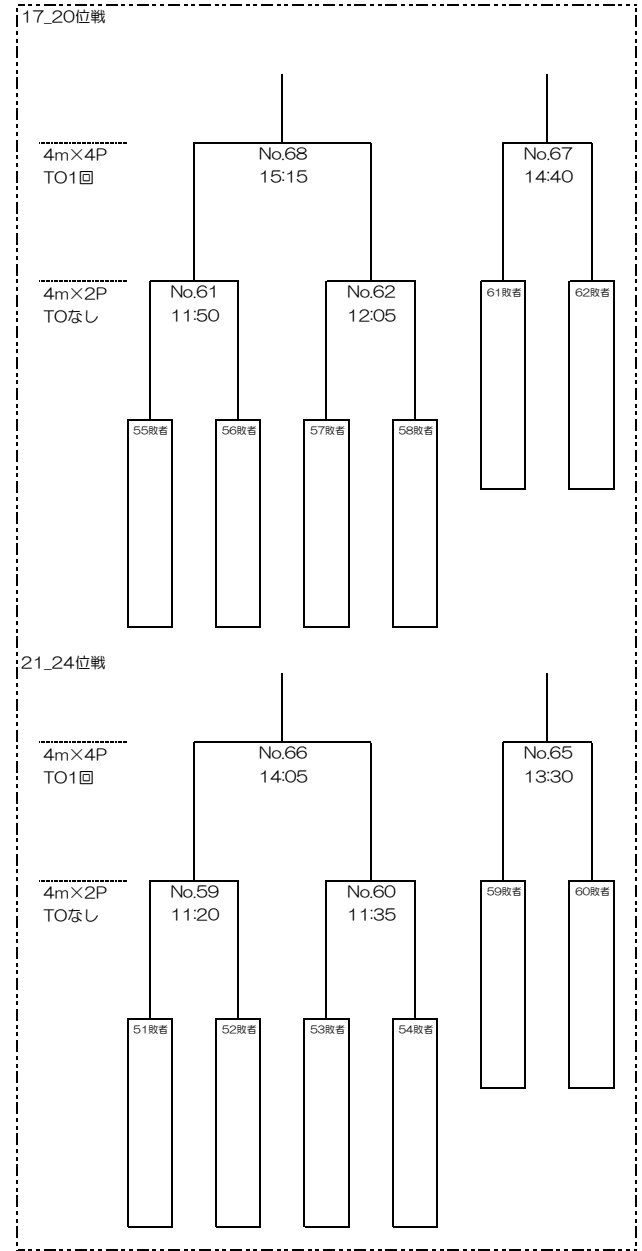 17_20位戦
4m×4P
TO1回
No.68
15:15
No.67
14:40
4m×2P
TOなし
No.61
11:50
No.62
12:05
61敗者
62敗者
55敗者
56敗者
57敗者
58敗者
21_24位戦
4m×4P
TO1回
No.66
14:05
No.65
13:30
4m×2P
TOなし
No.59
11:20
No.60
11:35
59敗者
60敗者
51敗者
52敗者
53敗者
54敗者